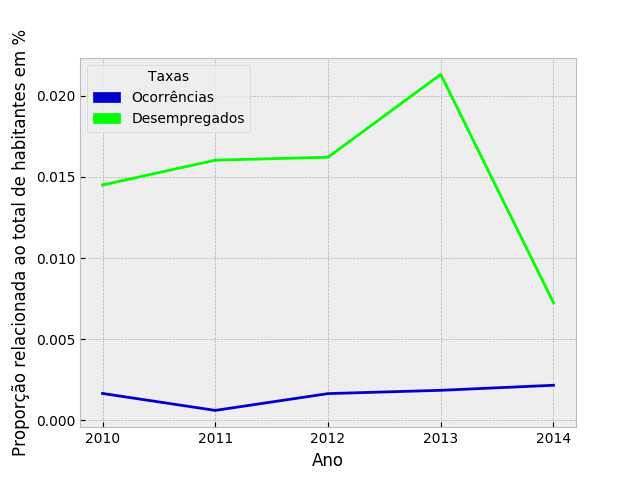 Proporção relacionada ao total de habitantes em %
Taxas
Ocorrências
Desempregados
0.020
0.015
0.010
0.005
0.000
2010 2011 2012 2013 2014
Ano